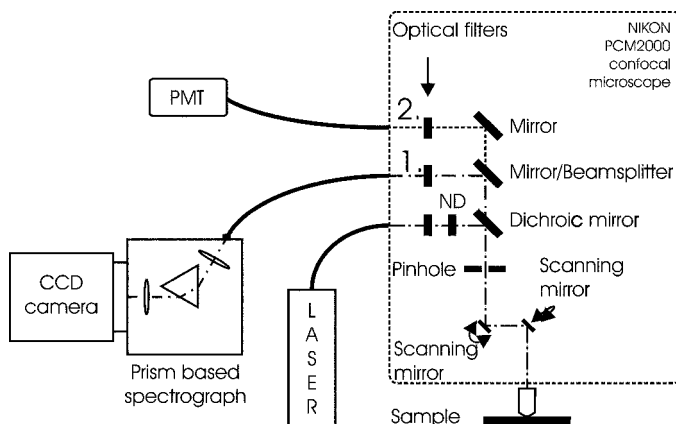 Optical filters
NIKON
PCM2000
confocal
microscope
PMT
2.
Mirror
1.
Mirror/Beamsplitter
ND
Dichroic mirror
CCD
camera
Pinhole
Scanning
mirror
LASER
Scanning
mirror
Prism based
spectrograph
Sample